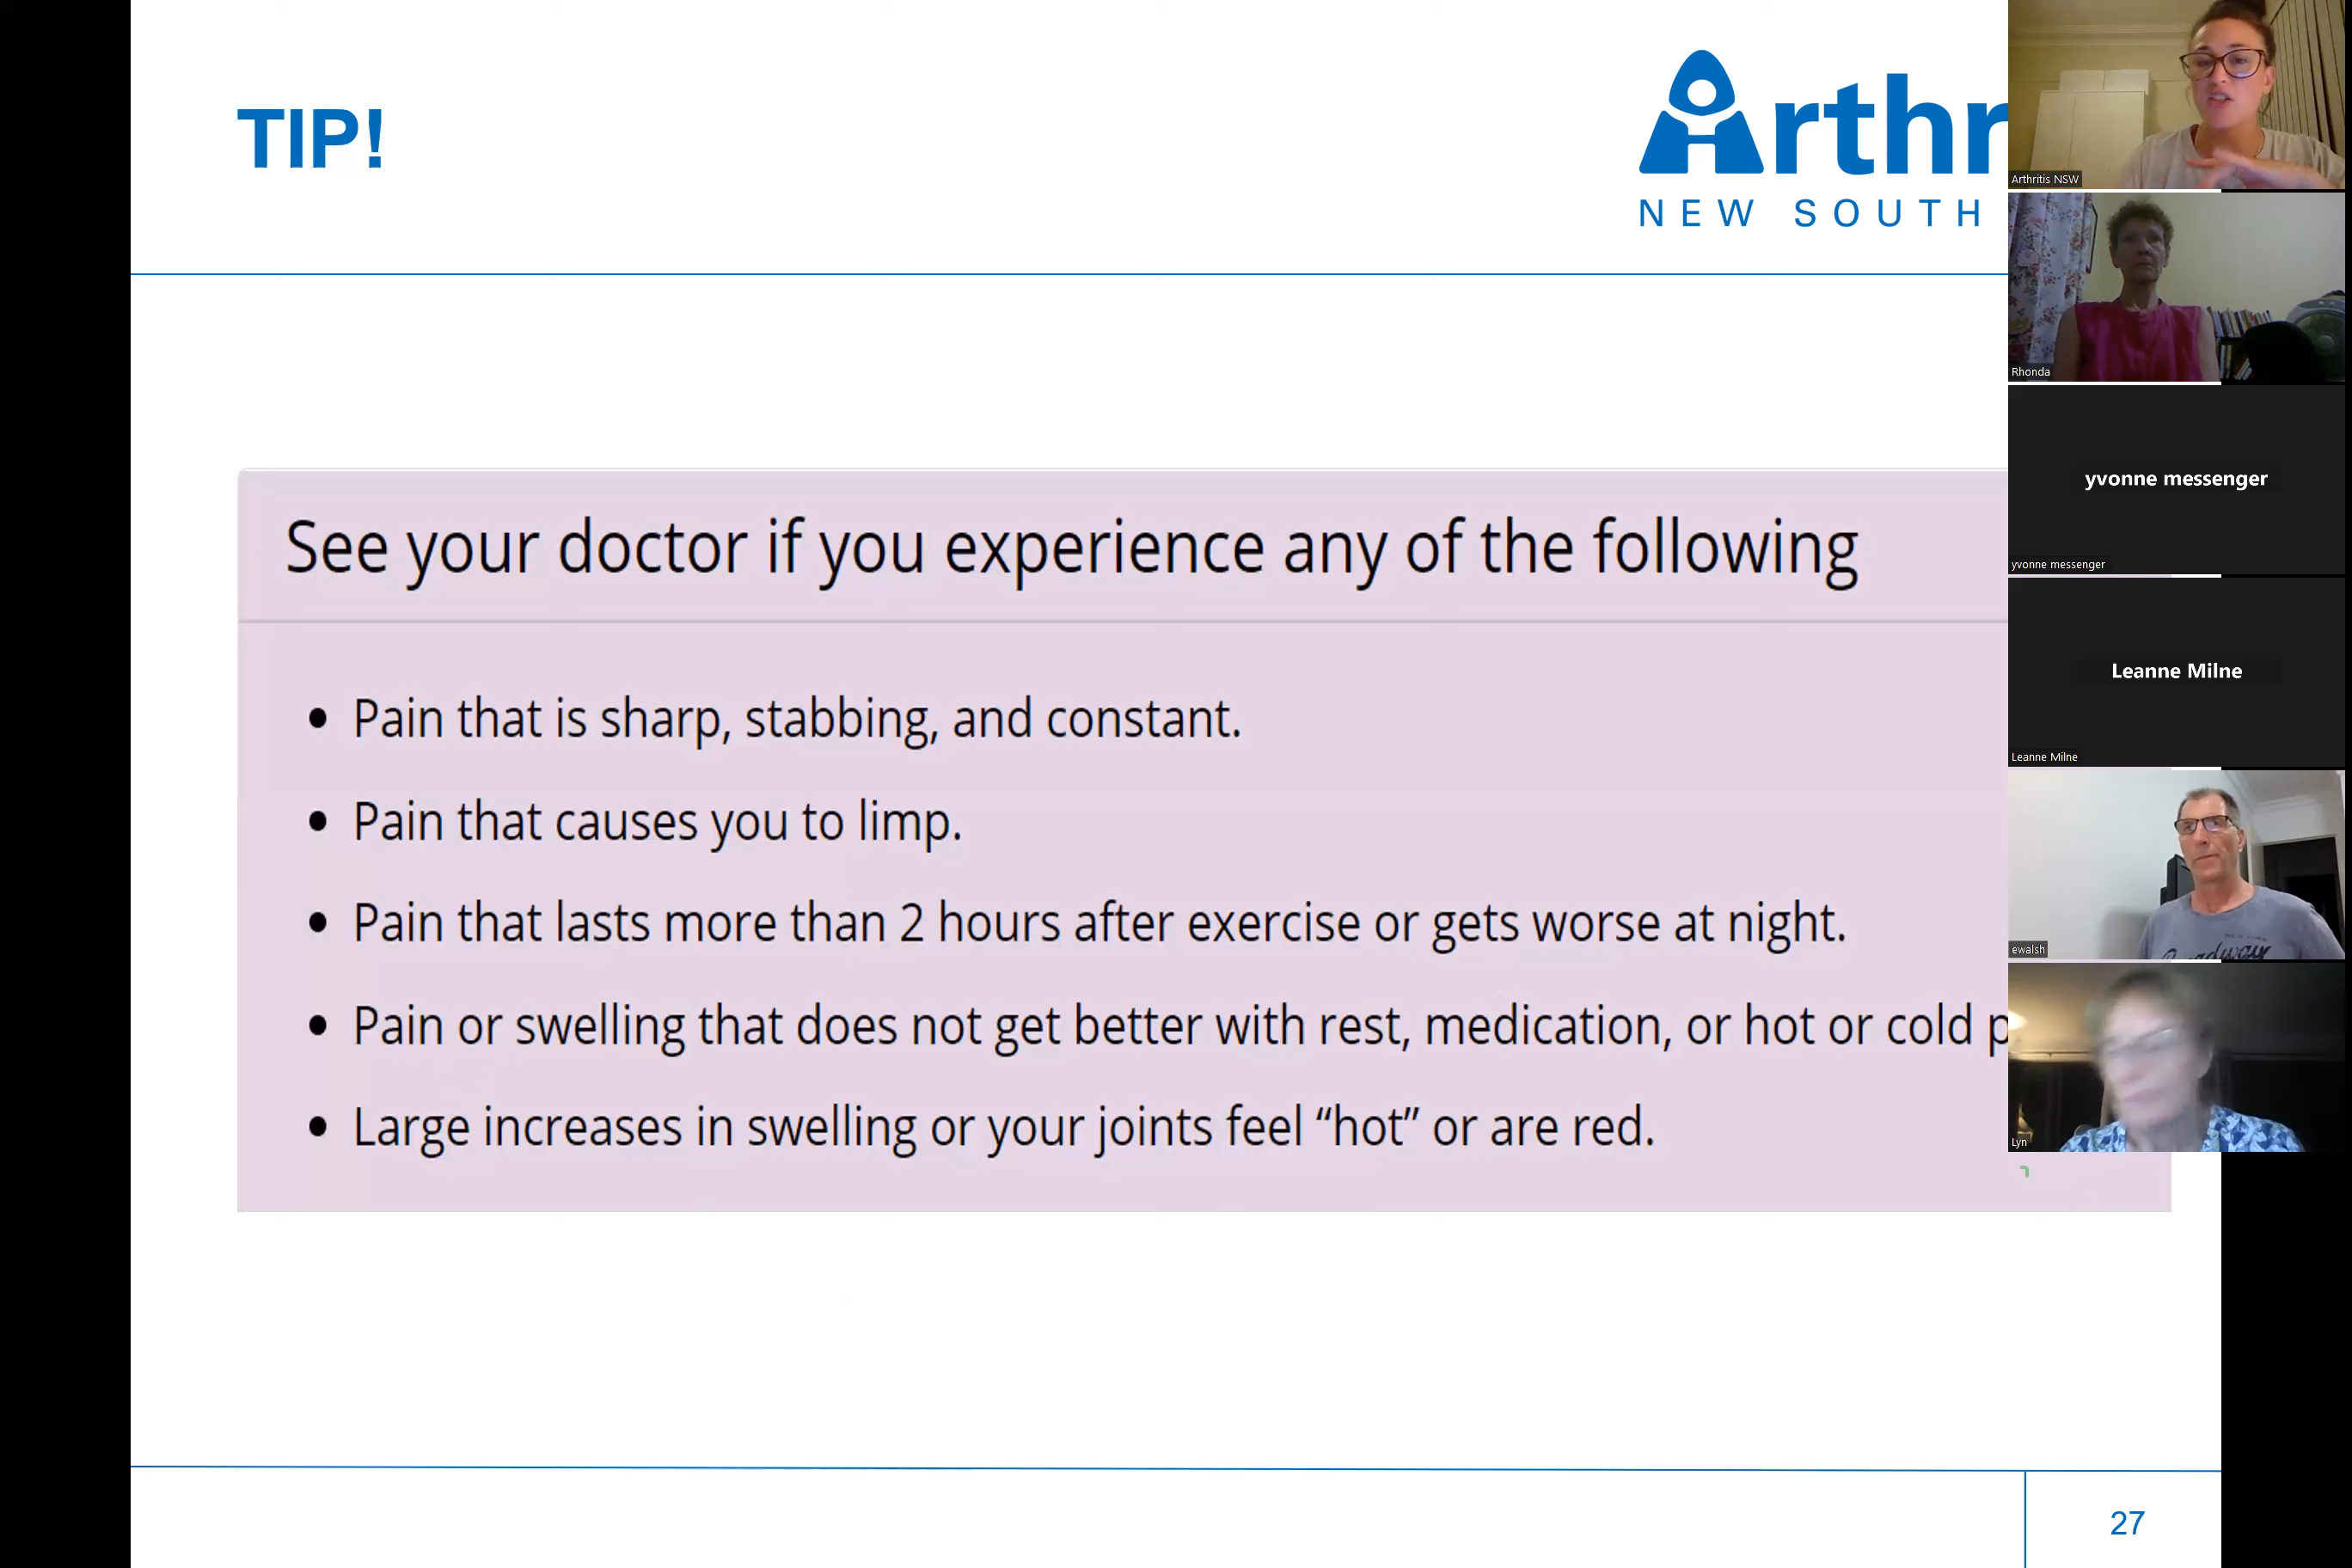 TIP!
Arthr
NEW SOUTH
See your doctor if you experience any of the following
• Pain that is sharp, stabbing, and constant.
• Pain that causes you to limp.
• Pain that lasts more than 2 hours after exercise or gets worse at night.
• Pain or swelling that does not get better with rest, medication, or hot or cold p
• Large increases in swelling or your joints feel “hot” or are red.
27
Arthritis NSW
Rhonda
yvonne messenger
yvonne messenger
Leanne Milne
Leanne Milne
ewalsh
Lyn